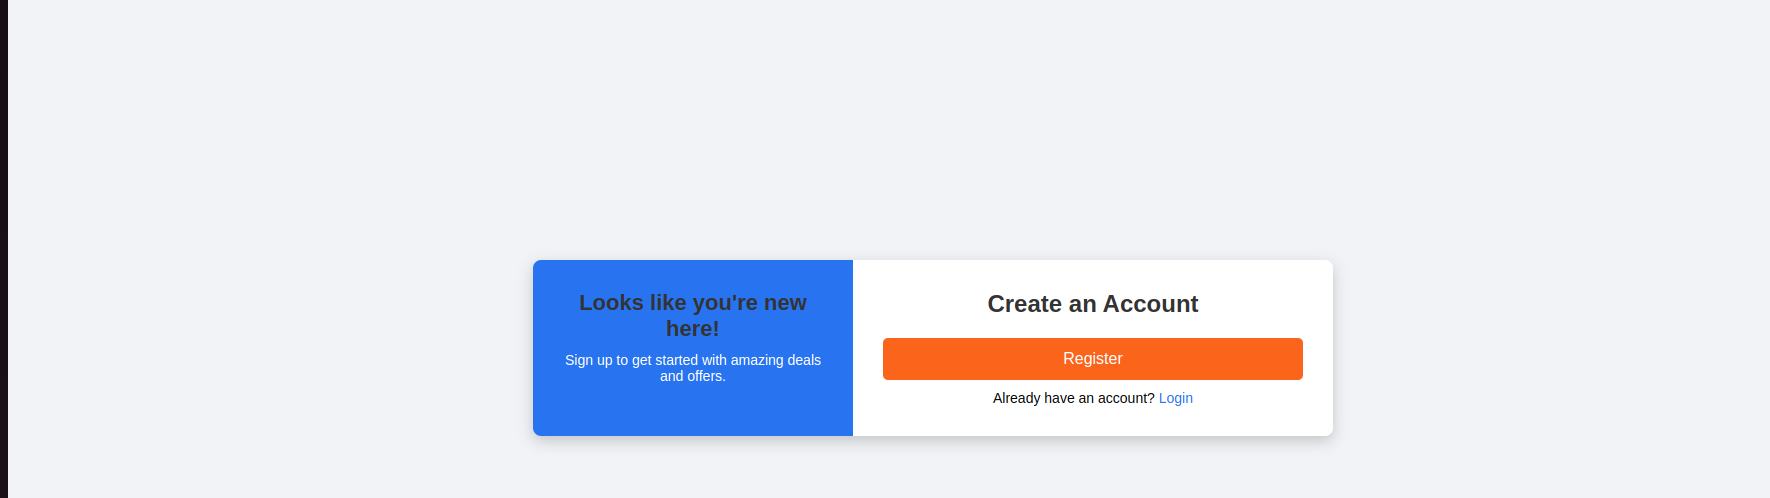 Looks like you're new
here!
Sign up to get started with amazing deals
and offers.
Create an Account
Register
Already have an account? Login